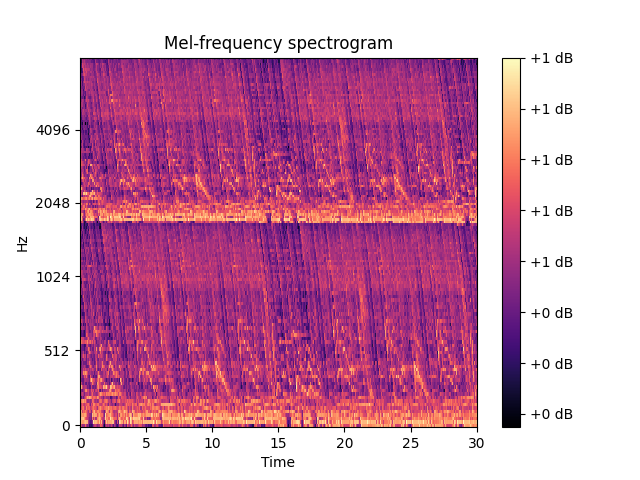 Mel-frequency spectrogram
Hz
4096
2048
1024
512
0
0 5 10 15 20 25 30
Time
+1 dB
+1 dB
+1 dB
+1 dB
+1 dB
+0 dB
+0 dB
+0 dB